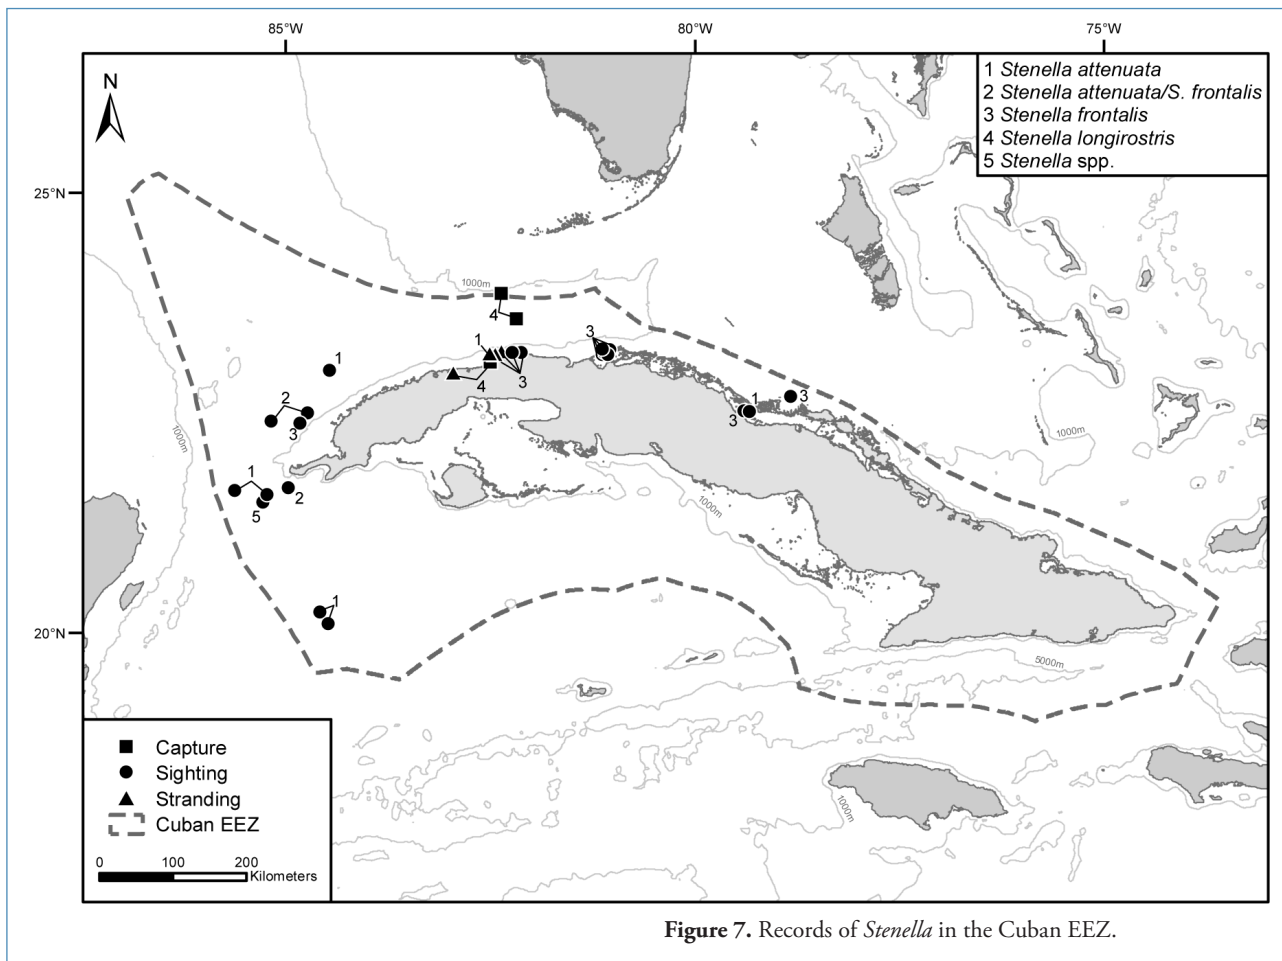 85°W
80°W
75°W
N
1 Stenella attenuata
2 Stenella attenuata/S. frontalis
3 Stenella frontalis
4 Stenella longirostris
5 Stenella spp.
25°N
1000m
4
3
1
1
3
4
2
3
1
3
3
1000m
1000m
1
2
5
1000m
1
20°N
5000m
Capture
Sighting
Stranding
Cuban EEZ
0 100 200
Kilometers
1000m
Figure 7. Records of Stenella in the Cuban EEZ.